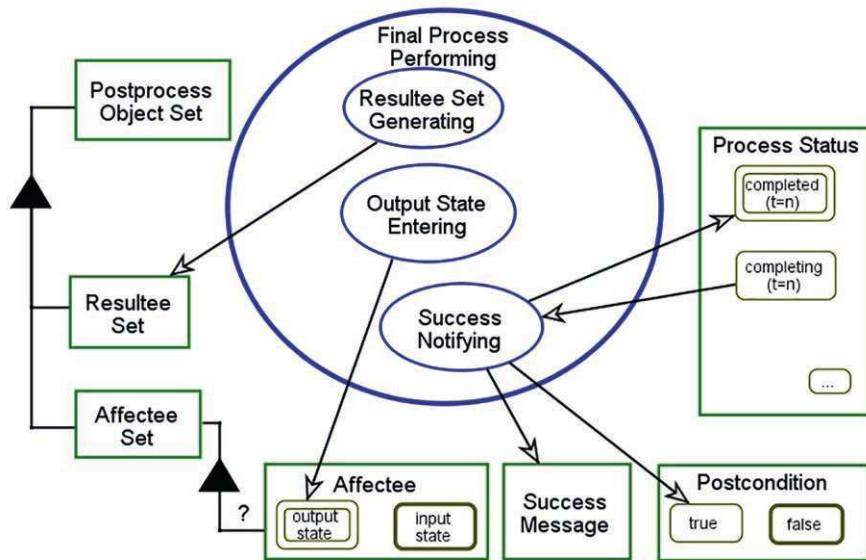 Final Process
Performing
Postprocess
Object Set
Resultee Set
Generating
Process Status
completed
(t=n)
Output State
Entering
completing
(t=n)
Resultee
Set
Success
Notifying
...
Affectee
Set
?
Affectee
output
state
input
state
Success
Message
Postcondition
true
false